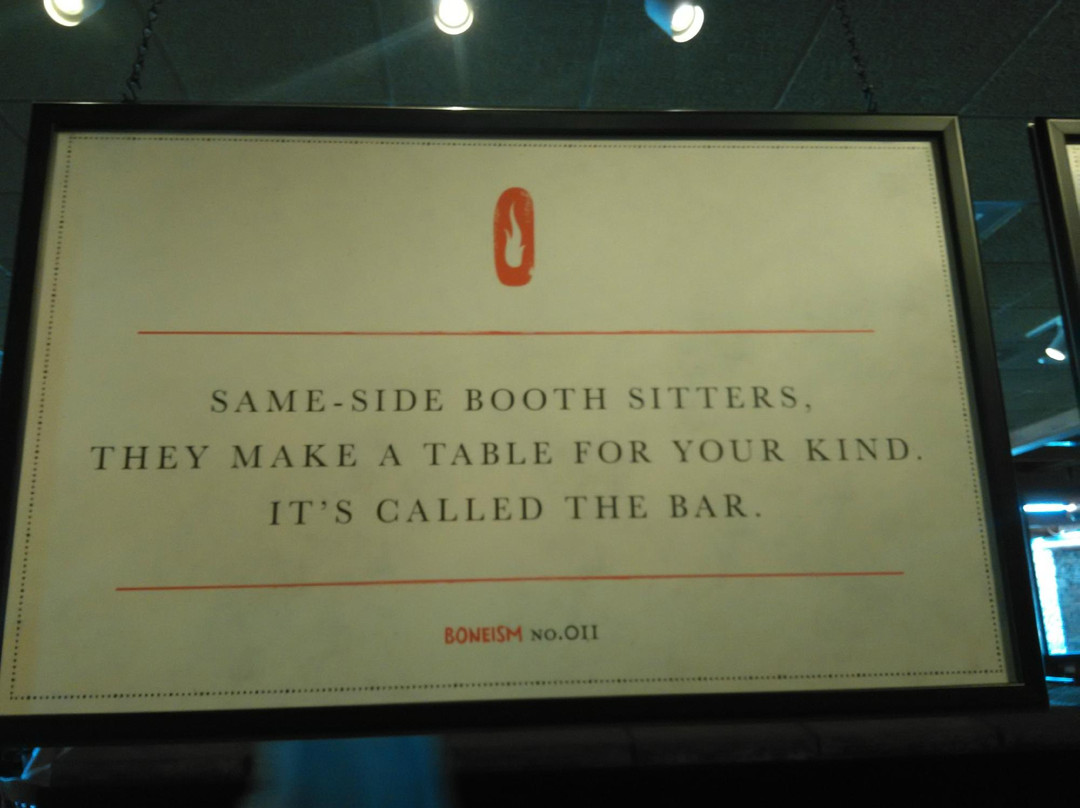 SAME-SIDE BOOTH SITTERS,
THEY MAKE A TABLE FOR YOUR KIND.
IT'S CALLED THE BAR.
BONEISM NO.011